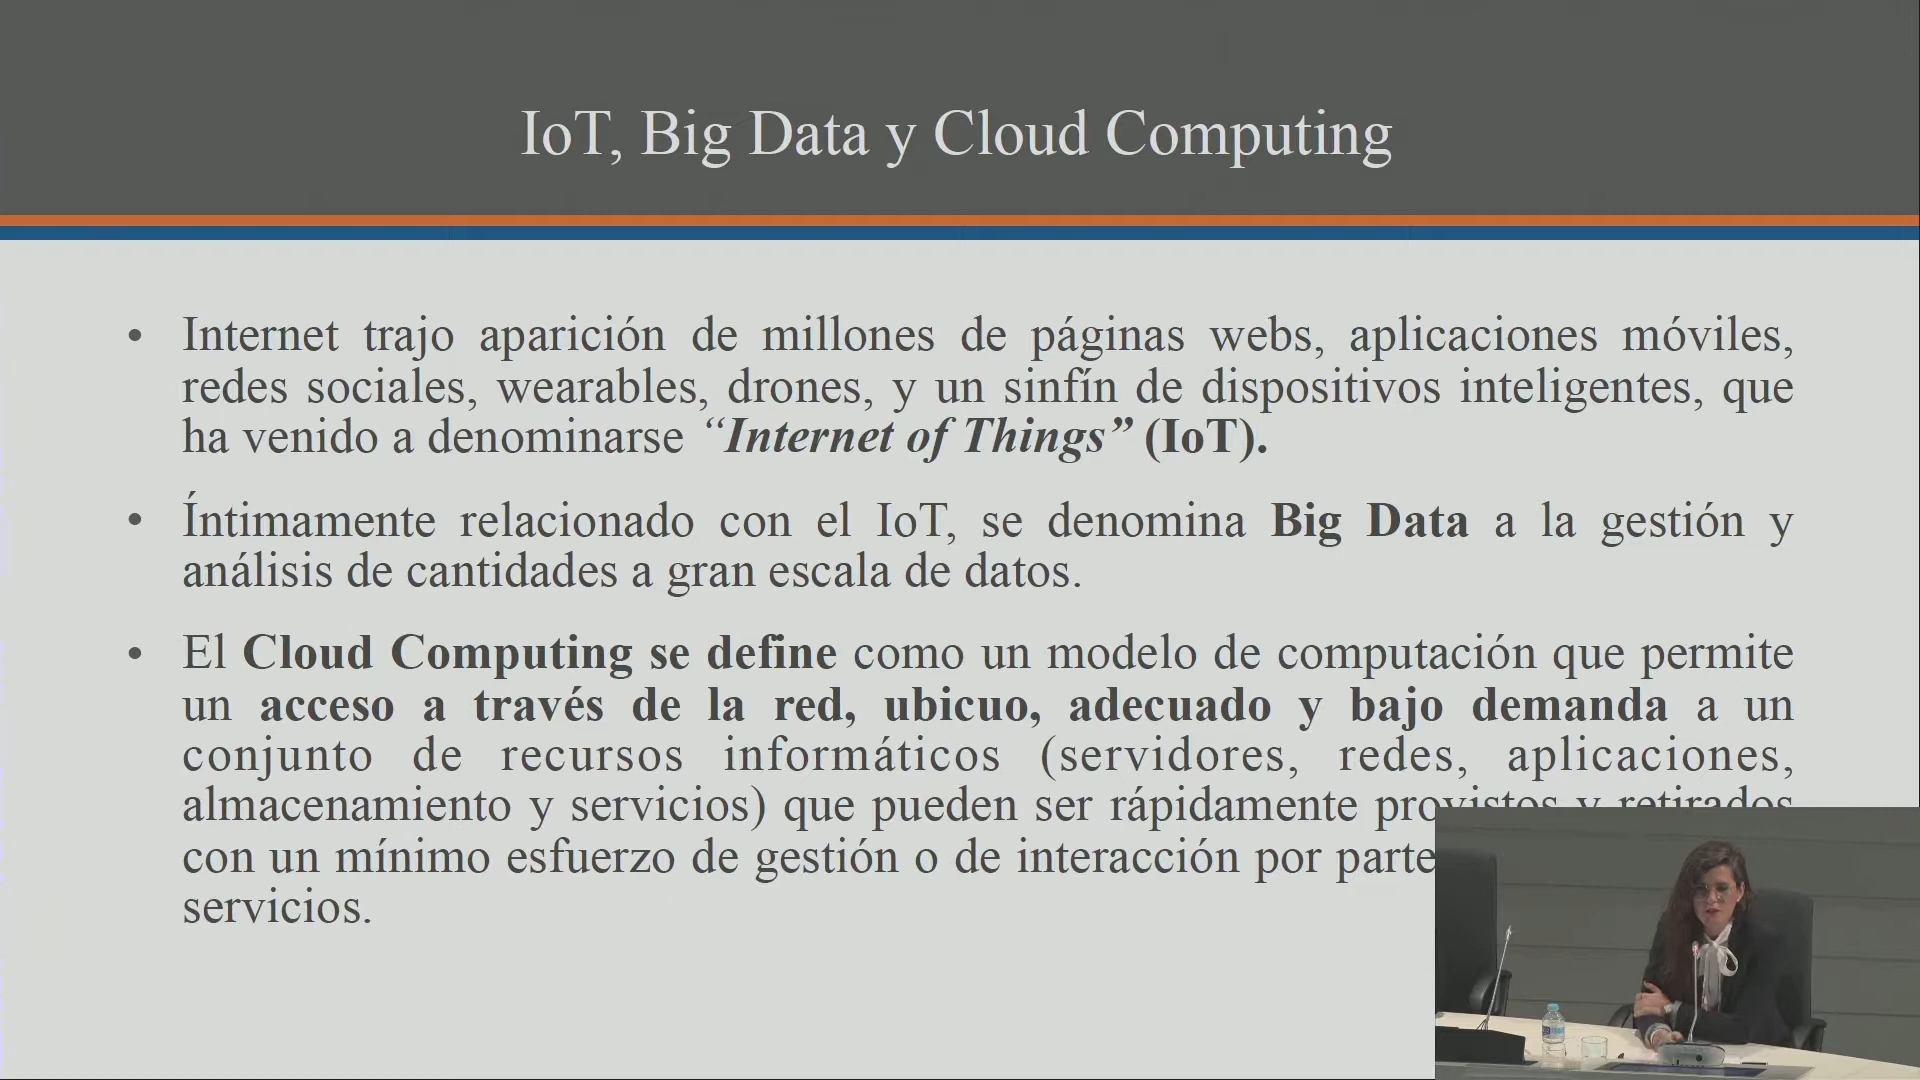 IoT, Big Data y Cloud Computing
• Internet trajo aparición de millones de páginas webs, aplicaciones móviles,
redes sociales, wearables, drones, y un sinfín de dispositivos inteligentes, que
ha venido a denominarse “Internet of Things” (IoT).
• Íntimamente relacionado con el IoT, se denomina Big Data a la gestión y
análisis de cantidades a gran escala de datos.
• El Cloud Computing se define como un modelo de computación que permite
un acceso a través de la red, ubicuo, adecuado y bajo demanda a un
conjunto de recursos informáticos (servidores, redes, aplicaciones,
almacenamiento y servicios) que pueden ser rápidamente provistos y retirados
con un mínimo esfuerzo de gestión o de interacción por parte
servicios.